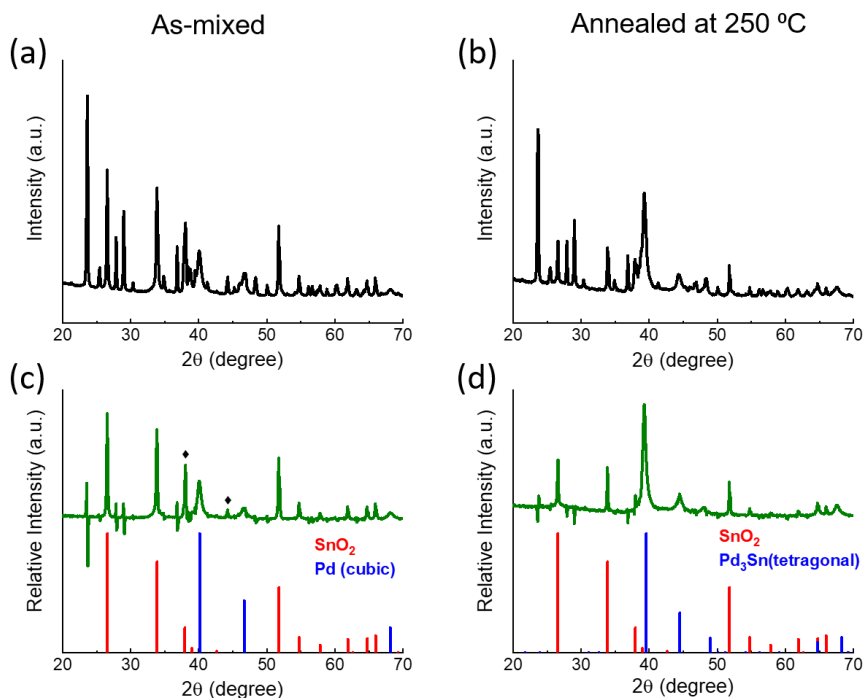 As-mixed
Annealed at 250 ºC
(a)
Intensity (a.u.)
20 30 40 50 60 70
2θ (degree)
(b)
Intensity (a.u.)
20 30 40 50 60 70
2θ (degree)
(c)
Relative Intensity (a.u.)
SnO₂
Pd (cubic)
20 30 40 50 60 70
2θ (degree)
(d)
Relative Intensity (a.u.)
SnO₂
Pd₃Sn(tetragonal)
20 30 40 50 60 70
2θ (degree)